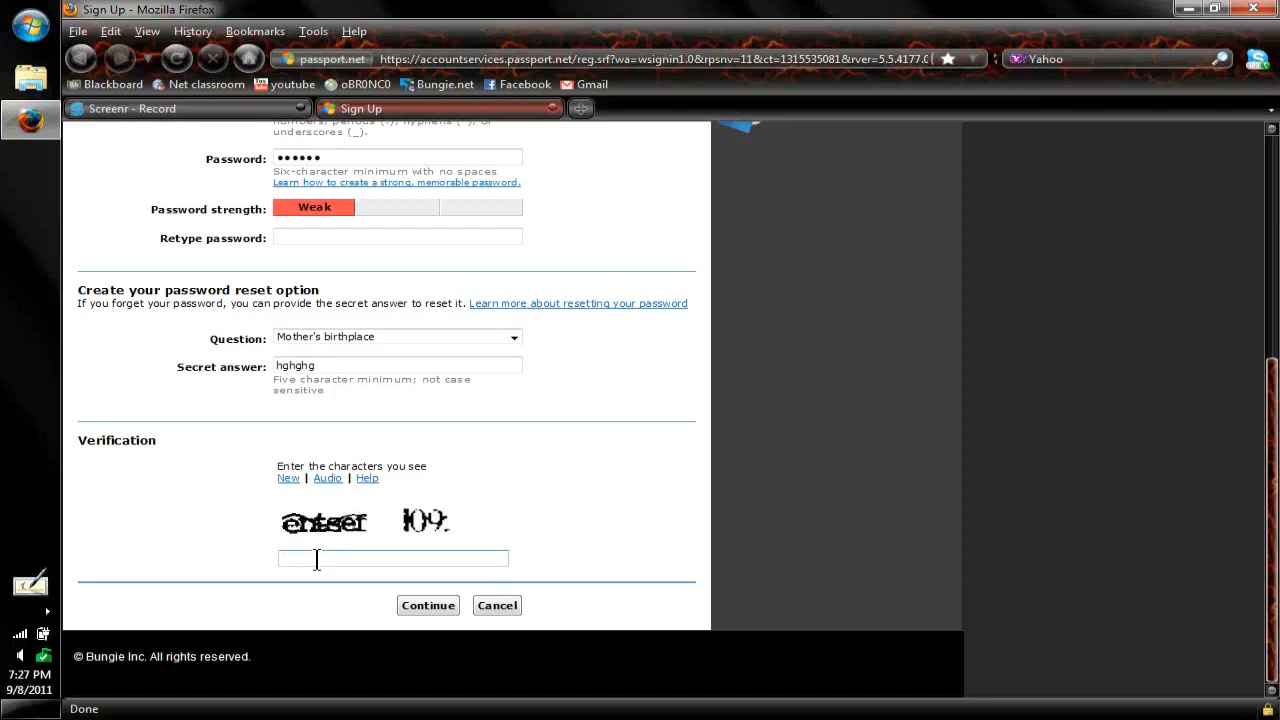 Sign Up - Mozilla Firefox
File Edit View History Bookmarks Tools Help
passport.net https://accountservices.passport.net/reg.srf?wa=wsignin1.0&rpsnv=11&ct=1315535081&rver=5.5.4177.0 Yahoo
Blackboard Net classroom youtube oBR0NC0 Bungie.net Facebook Gmail
Screenr - Record Sign Up
numbers, periods (.), hyphens (-), or
underscores (_).
Password: ••••••
Six-character minimum with no spaces
Learn how to create a strong, memorable password.
Password strength: Weak
Retype password:
Create your password reset option
If you forget your password, you can provide the secret answer to reset it. Learn more about resetting your password
Question: Mother's birthplace
Secret answer: hghghg
Five character minimum; not case
sensitive
Verification
Enter the characters you see
New | Audio | Help
Continue Cancel
© Bungie Inc. All rights reserved.
7:27 PM
9/8/2011
Done